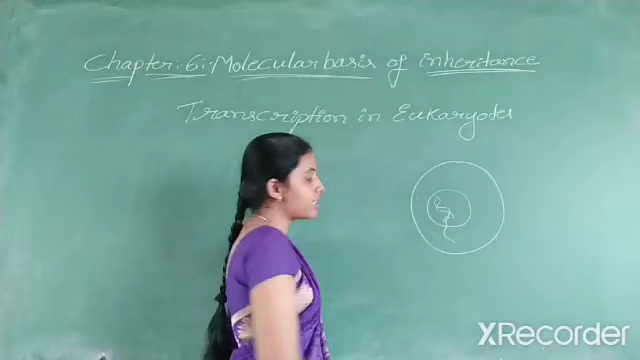 Chapter:6:-Molecular basis of inheritance
Transcription in Eukaryotes
XRecorder